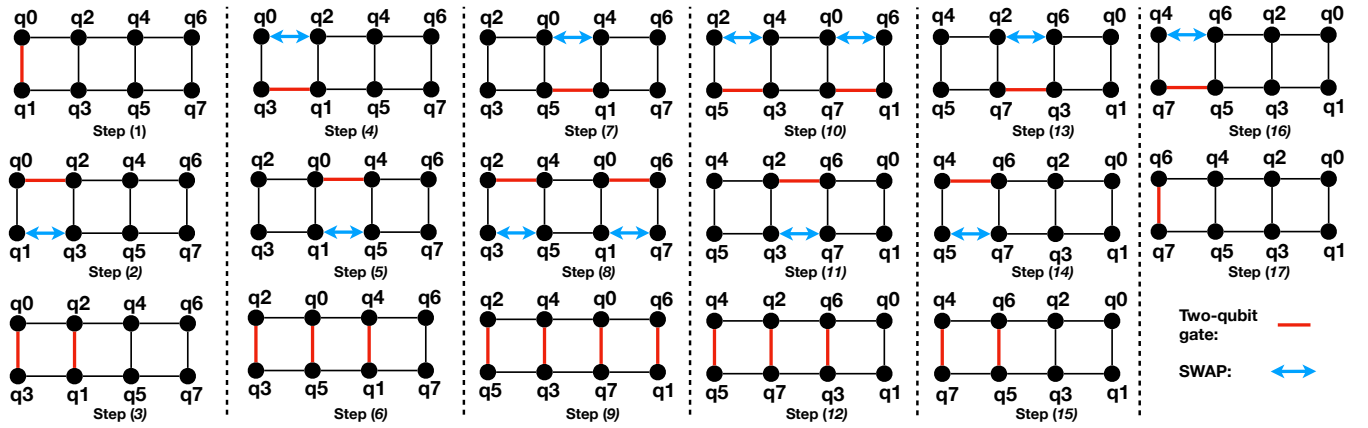 q0 q2 q4 q6
q1 q3 q5 q7
Step (1)
q0 q2 q4 q6
q1 q3 q5 q7
Step (2)
q0 q2 q4 q6
q3 q1 q5 q7
Step (3)
q0 q2 q4 q6
q3 q1 q5 q7
Step (4)
q2 q0 q4 q6
q3 q1 q5 q7
Step (5)
q2 q0 q4 q6
q3 q5 q1 q7
Step (6)
q2 q0 q4 q6
q3 q5 q1 q7
Step (7)
q2 q4 q0 q6
q3 q5 q1 q7
Step (8)
q2 q4 q0 q6
q5 q3 q7 q1
Step (9)
q2 q4 q0 q6
q5 q3 q7 q1
Step (10)
q4 q2 q6 q0
q5 q3 q7 q1
Step (11)
q4 q2 q6 q0
q5 q7 q3 q1
Step (12)
q4 q2 q6 q0
q5 q7 q3 q1
Step (13)
q4 q6 q2 q0
q5 q7 q3 q1
Step (14)
q4 q6 q2 q0
q7 q5 q3 q1
Step (15)
q4 q6 q2 q0
q7 q5 q3 q1
Step (16)
q6 q4 q2 q0
q7 q5 q3 q1
Step (17)
Two-qubit
gate:
SWAP: